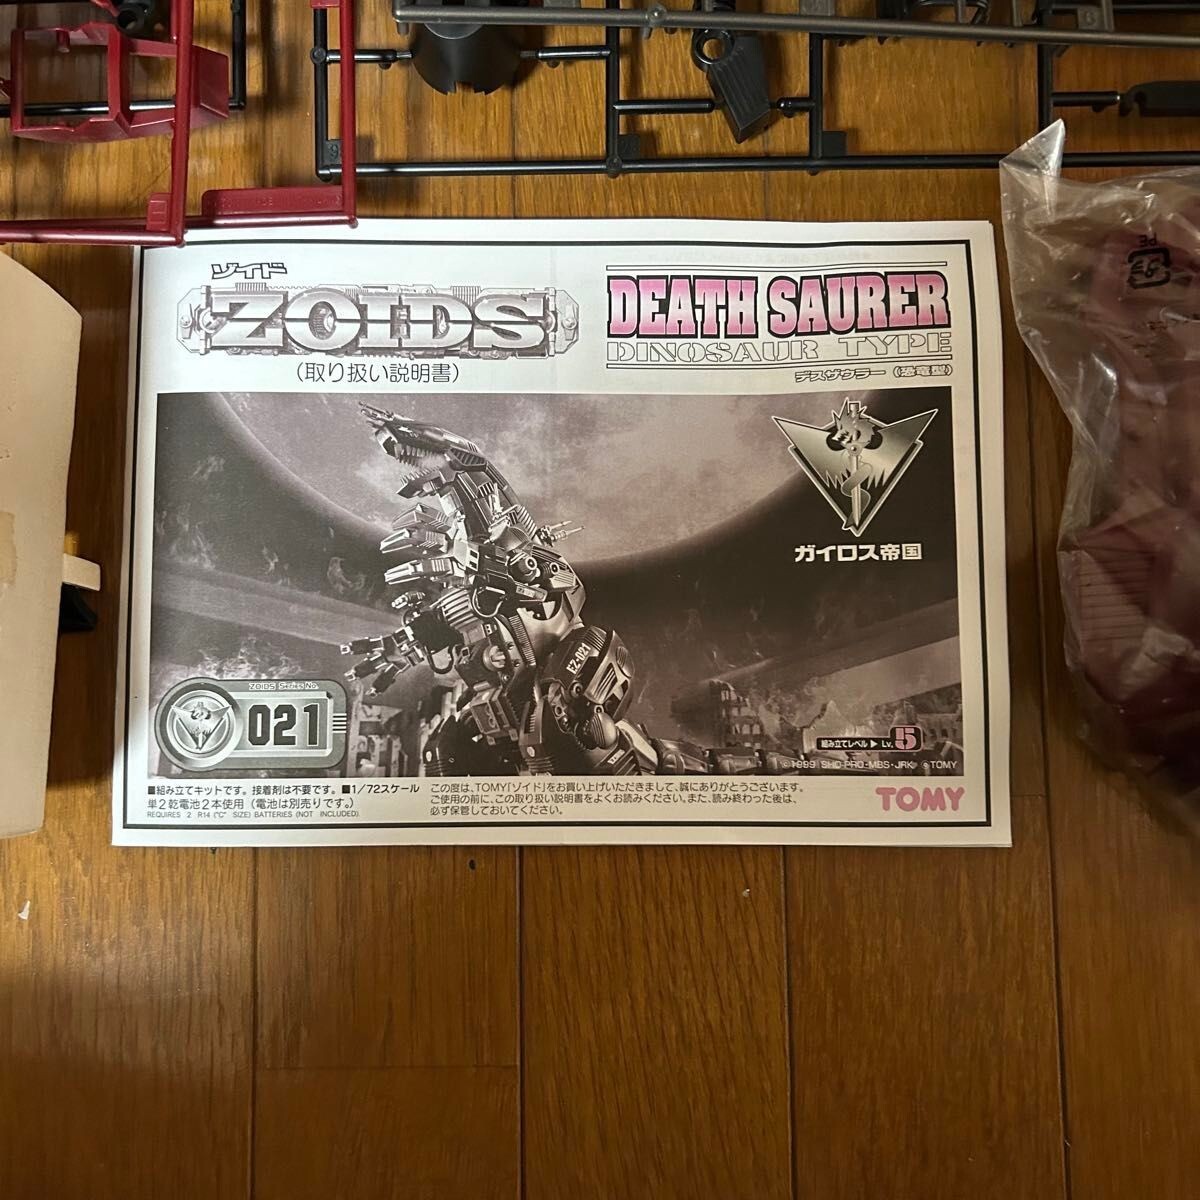 ゾイド
ZOIDS
(取り扱い説明書)
DEATH SAURER
DINOSAUR TYPE
デスザウラー(恐竜型)
ガイロス帝国
EZ-021
ZOIDS Series No.
021
組み立てレベル ▶ Lv. 5
©1999 SHO-PRO・MBS・JRK ©TOMY
■組み立てキットです。接着剤は不要です。■1/72スケール
単2乾電池2本使用(電池は別売りです。)
REQUIRES 2 R14 ("C" SIZE) BATTERIES (NOT INCLUDED).
この度は、TOMY「ゾイド」をお買い上げいただきまして、誠にありがとうございます。
ご使用の前に、この取り扱い説明書をよくお読みください。また、読み終わった後は、
必ず保管しておいてください。
TOMY
PE